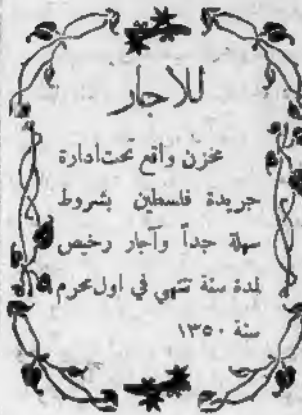 للاجار
مخزن واقع تحت ادارة
جريدة فلسطين بشروط
سهلة جداً وآجار رخيص
لمدة سنة تنتهي في اول محرم
سنة ١٣٥٠